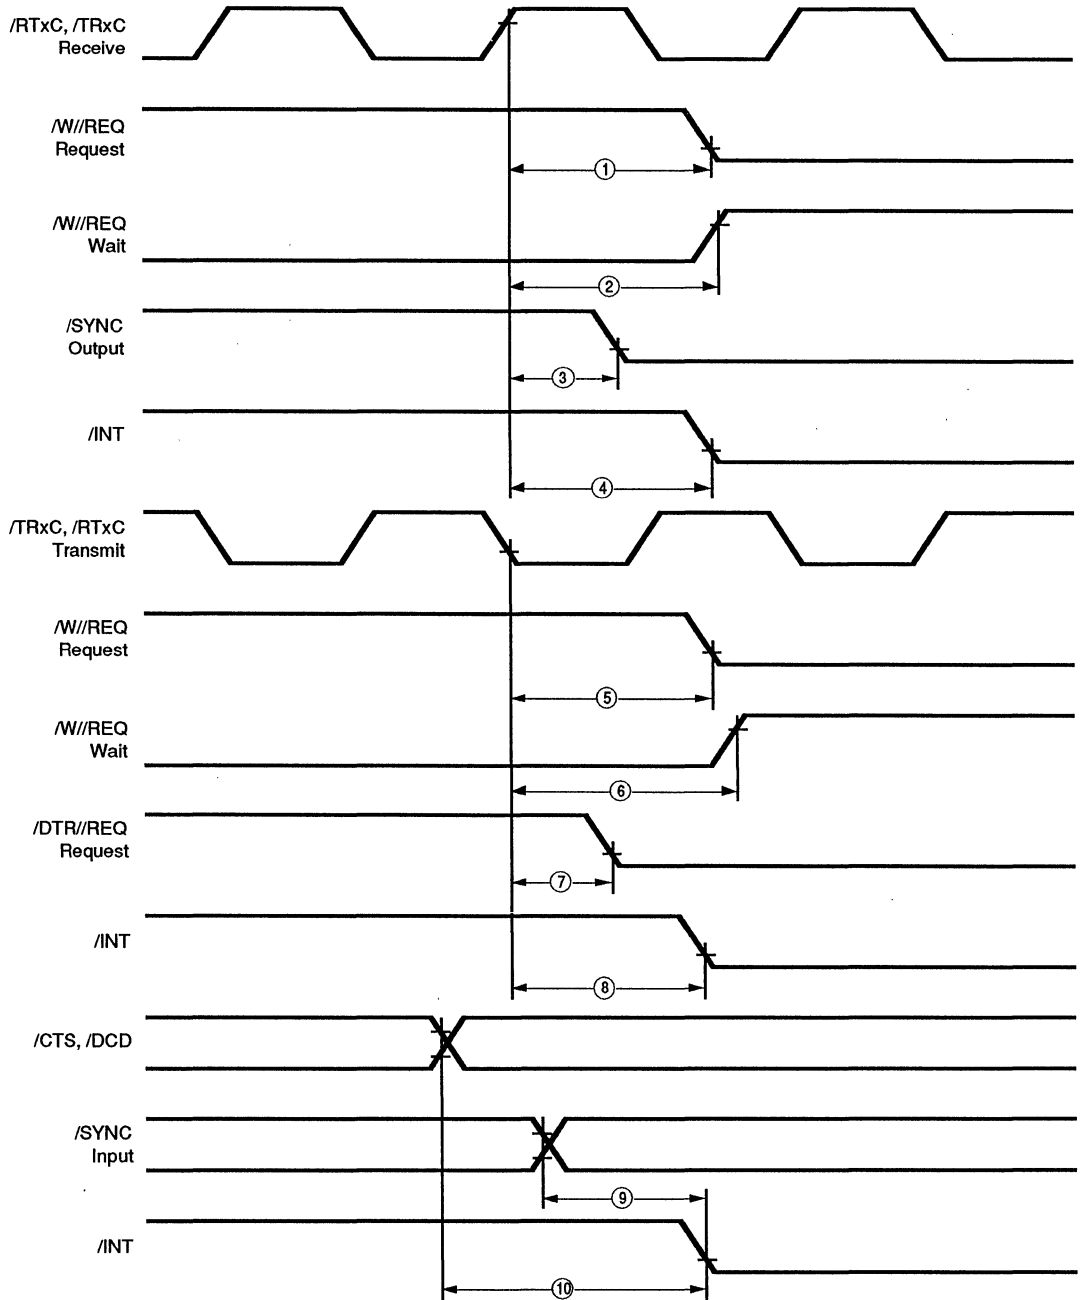 /RTxC, /TRxC
Receive
/W//REQ
Request
①
/W//REQ
Wait
②
/SYNC
Output
③
/INT
④
/TRxC, /RTxC
Transmit
/W//REQ
Request
⑤
/W//REQ
Wait
⑥
/DTR//REQ
Request
⑦
/INT
⑧
/CTS, /DCD
/SYNC
Input
⑨
/INT
⑩